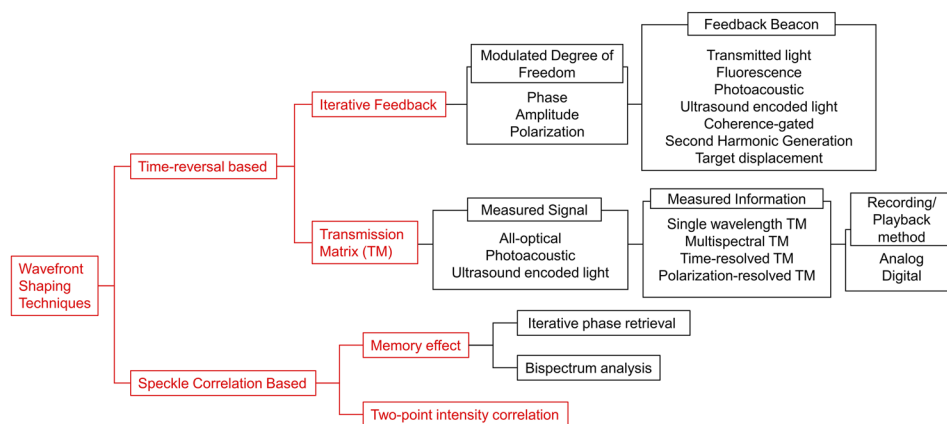 Wavefront
Shaping
Techniques
Time-reversal based
Iterative Feedback
Modulated Degree of
Freedom
Phase
Amplitude
Polarization
Feedback Beacon
Transmitted light
Fluorescence
Photoacoustic
Ultrasound encoded light
Coherence-gated
Second Harmonic Generation
Target displacement
Transmission
Matrix (TM)
Measured Signal
All-optical
Photoacoustic
Ultrasound encoded light
Measured Information
Single wavelength TM
Multispectral TM
Time-resolved TM
Polarization-resolved TM
Recording/
Playback
method
Analog
Digital
Speckle Correlation Based
Memory effect
Iterative phase retrieval
Bispectrum analysis
Two-point intensity correlation